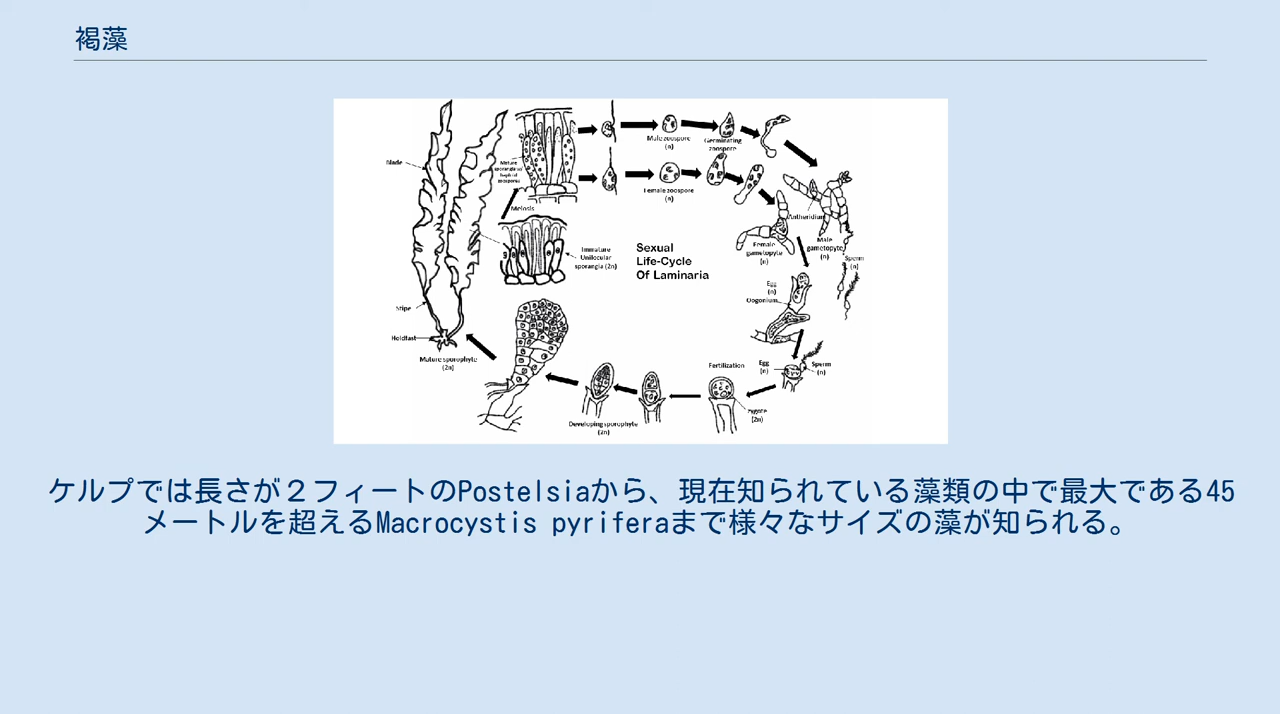 褐藻
Blade
Stipe
Holdfast
Mature sporophyte
(2n)
Mature
Meiosis
Immature
Unilocular
sporangia (2n)
Male zoospore
(n)
Germinating
zoospore
Female zoospore
(n)
Sexual
Life-Cycle
Of Laminaria
Antheridium
Male
gametopyte
(n)
Female
gametopyte
(n)
Sperm
(n)
Egg
(n)
Oogonium
Egg
(n)
Sperm
(n)
Fertilization
zygote
(2n)
Developing sporophyte
(2n)
ケルプでは長さが２フィートのPostelsiaから、現在知られている藻類の中で最大である45
メートルを超えるMacrocystis pyriferaまで様々なサイズの藻が知られる。